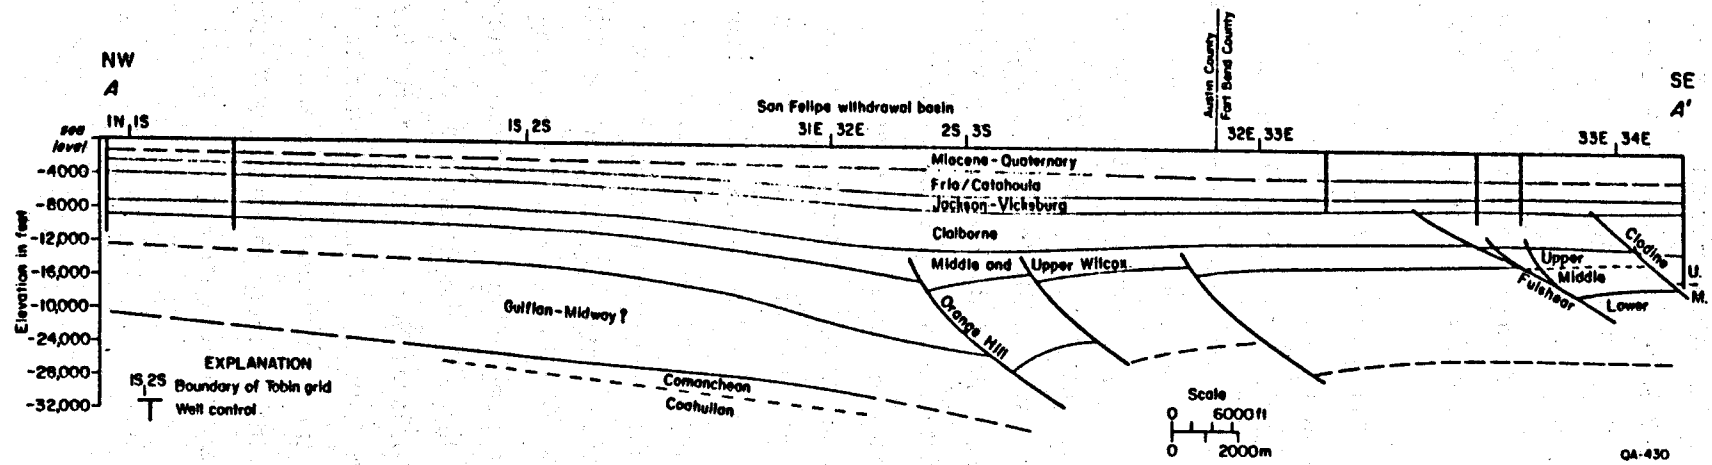 NW
A
San Felipe withdrawal basin
Austin County
Fort Bend County
SE
A'
sea level
1N 1S
1S 2S
31E 32E
2S 3S
32E 33E
33E 34E
Elevation in feet
-4000
-8000
-12,000
-16,000
-10,000
-24,000
-28,000
-32,000
Miocene-Quaternary
Frio/Catahoula
Jackson-Vicksburg
Claiborne
Middle and Upper Wilcox
Upper
Middle
Lower
Clodine
Fulshear
U.
M.
Orange Hill
Gulfian-Midway?
Comanchean
Coahuilan
EXPLANATION
1S 2S Boundary of Tobin grid
Well control
Scale
0 6000ft
0 2000m
QA-430